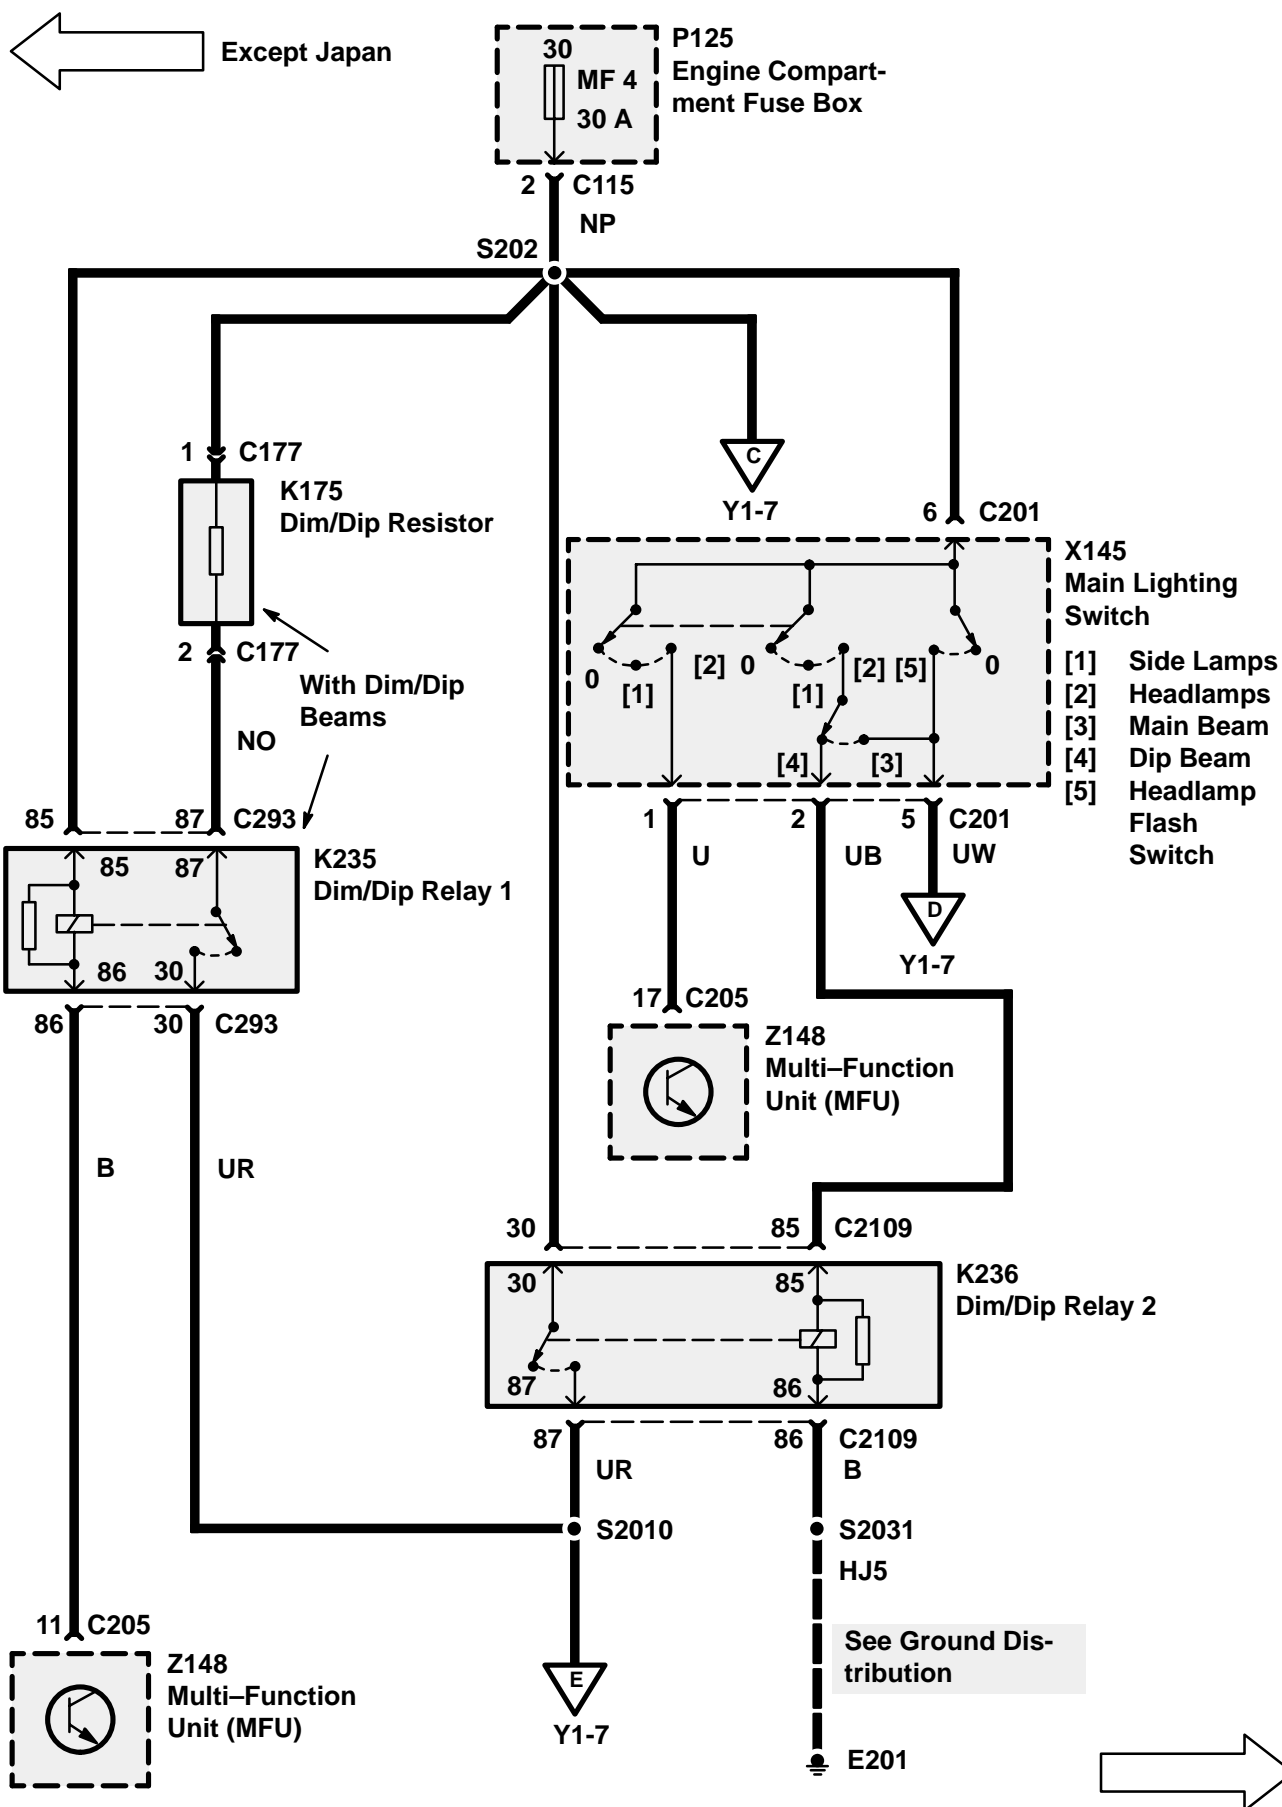 Except Japan
30
MF 4
30 A
P125
Engine Compart-
ment Fuse Box
2 C115
NP
S202
1 C177
K175
Dim/Dip Resistor
2 C177
With Dim/Dip
Beams
NO
C
Y1-7
6 C201
X145
Main Lighting
Switch
0 [1] [2] 0 [1] [2] [5] 0
[4] [3]
[1] Side Lamps
[2] Headlamps
[3] Main Beam
[4] Dip Beam
[5] Headlamp
Flash
Switch
1 2 5 C201
U UB UW
D
Y1-7
85 87 C293
85 87
K235
Dim/Dip Relay 1
86 30
86 30 C293
17 C205
Z148
Multi–Function
Unit (MFU)
B UR
30 85 C2109
30 85
K236
Dim/Dip Relay 2
87 86
87 86 C2109
UR B
S2010 S2031
HJ5
11 C205
Z148
Multi–Function
Unit (MFU)
E
Y1-7
See Ground Dis-
tribution
E201